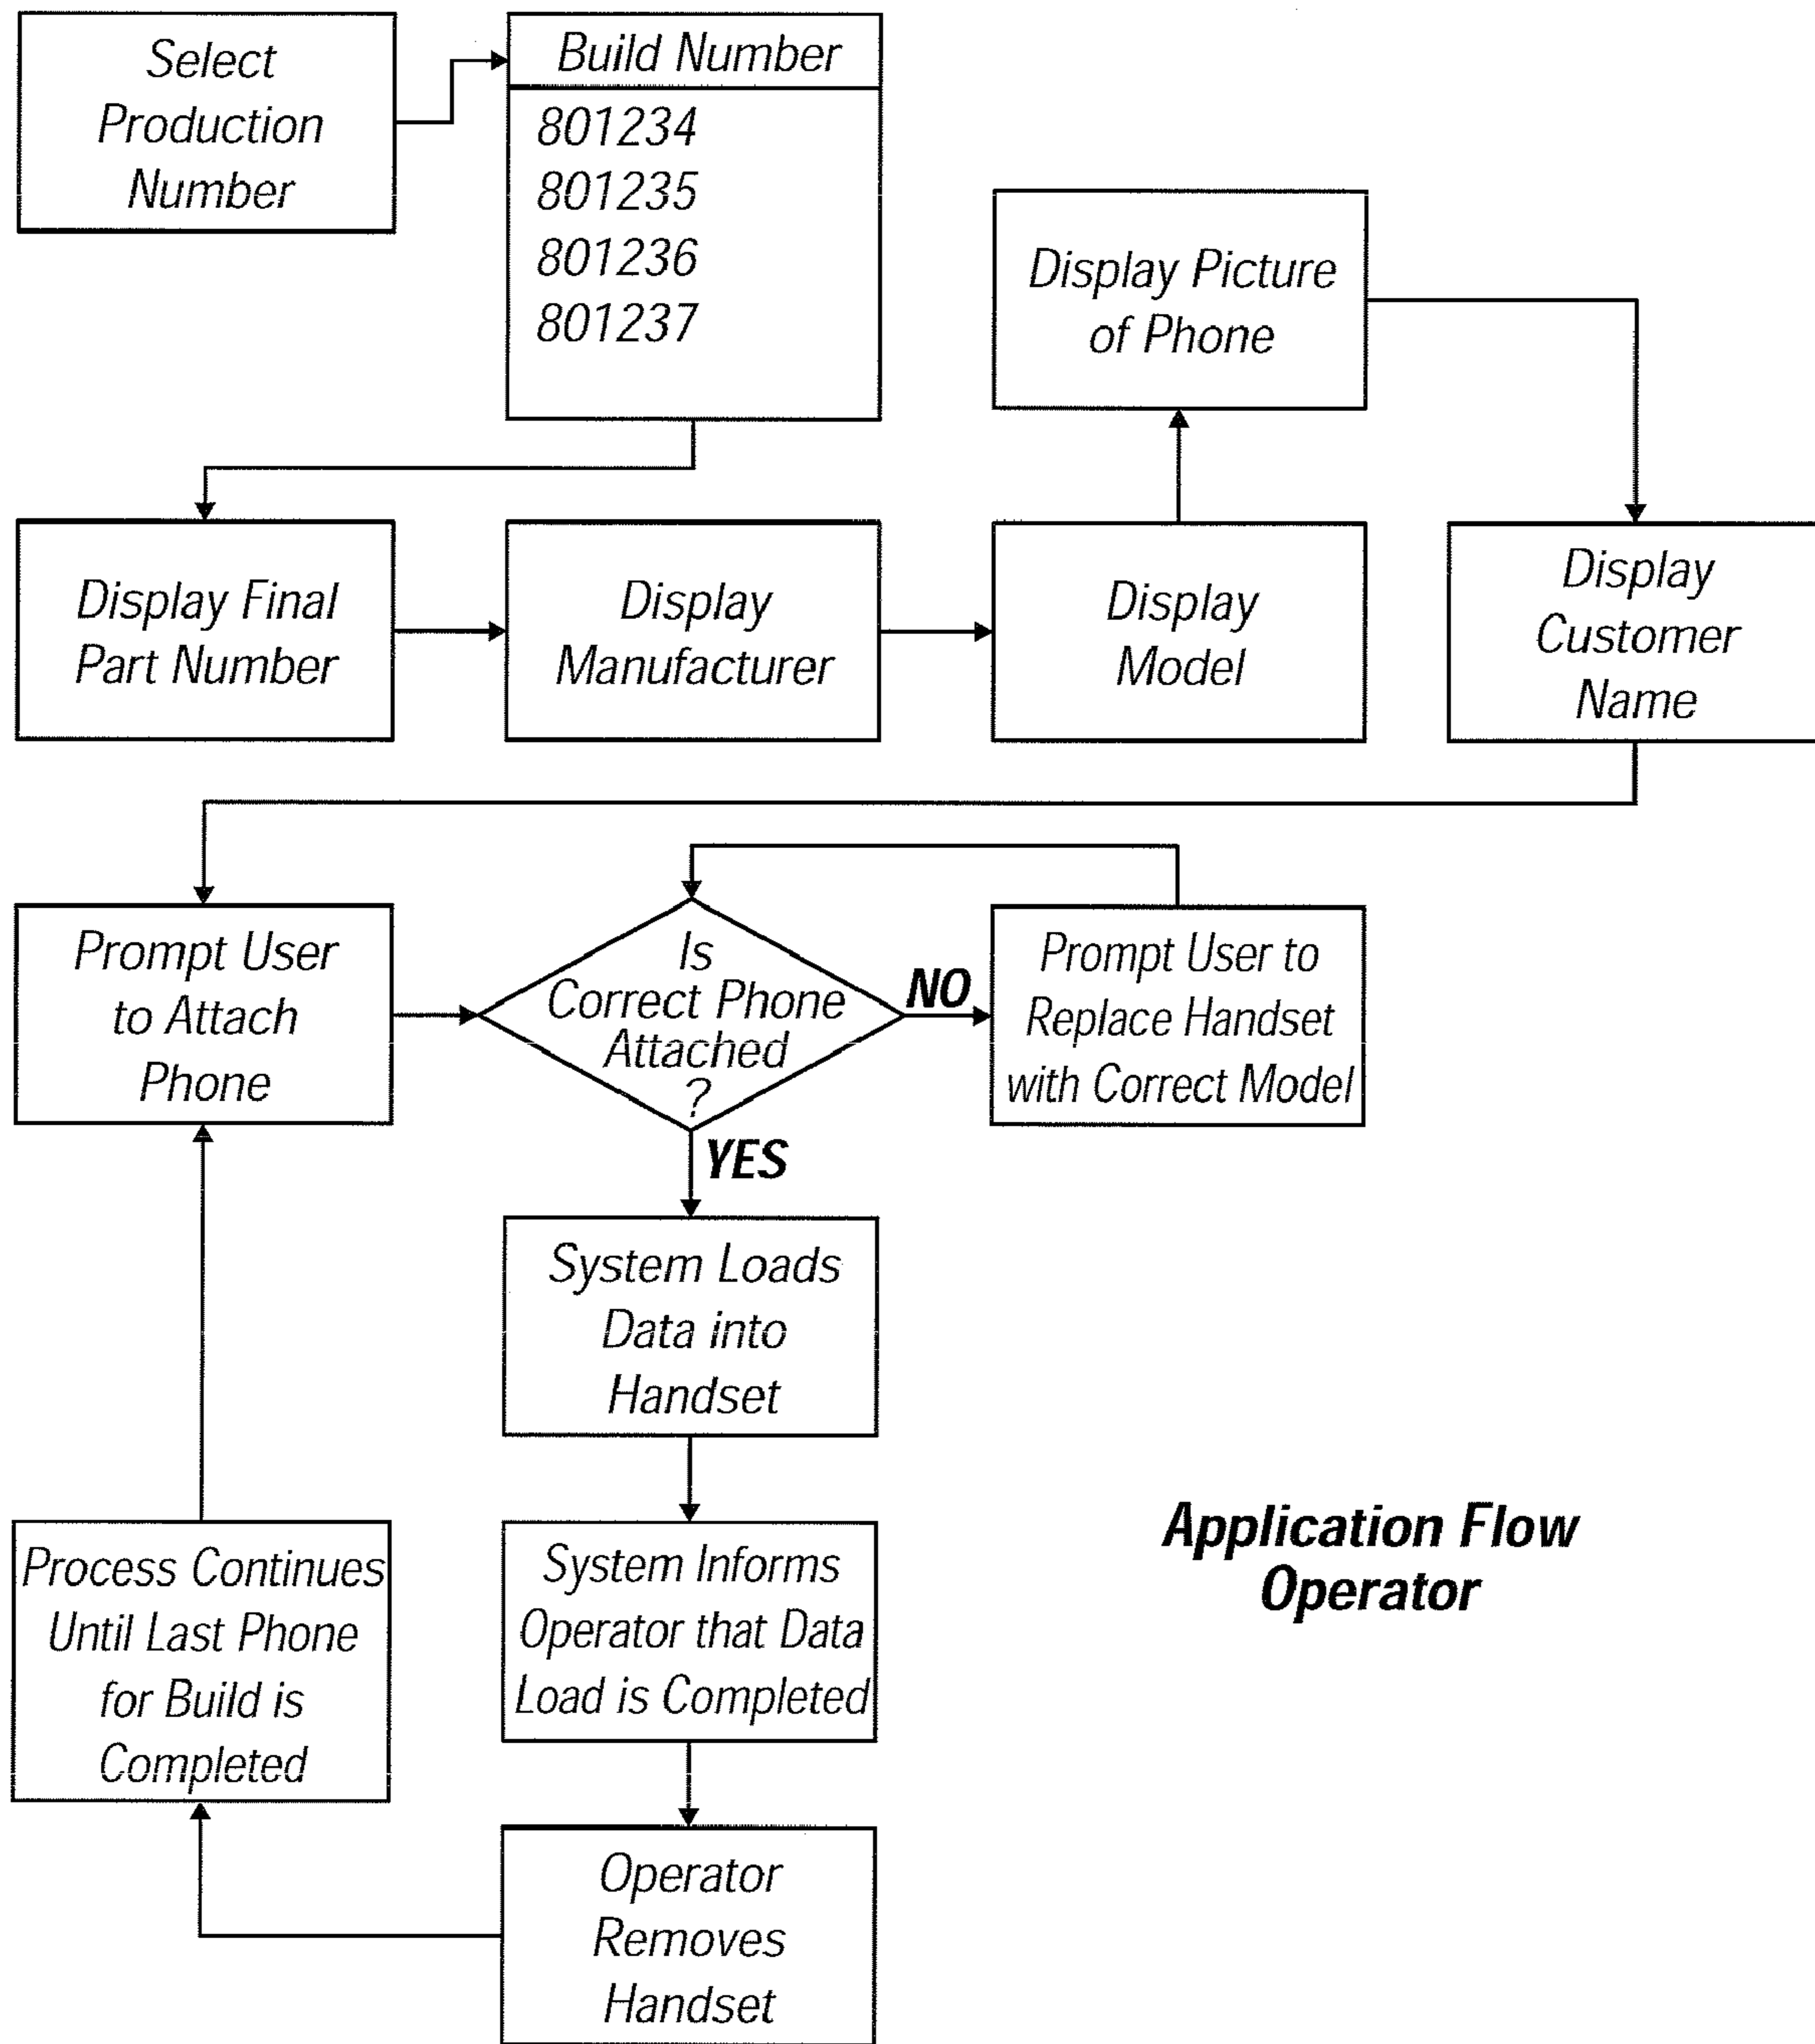 Select
Production
Number
Build Number
801234
801235
801236
801237
Display Picture
of Phone
Display Final
Part Number
Display
Manufacturer
Display
Model
Display
Customer
Name
Prompt User
to Attach
Phone
Is
Correct Phone
Attached
?
NO
Prompt User to
Replace Handset
with Correct Model
YES
System Loads
Data into
Handset
System Informs
Operator that Data
Load is Completed
Operator
Removes
Handset
Process Continues
Until Last Phone
for Build is
Completed
Application Flow
Operator